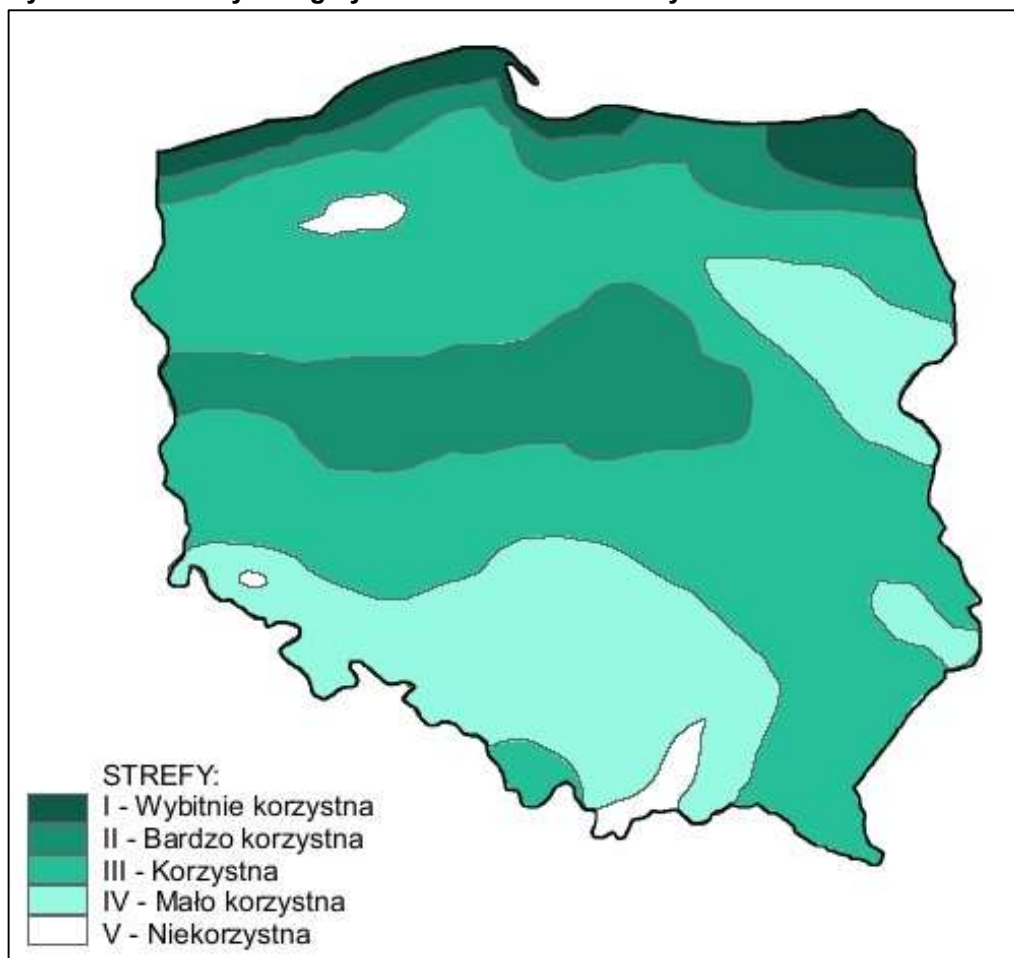 STREFY:
I - Wybitnie korzystna
II - Bardzo korzystna
III - Korzystna
IV - Mało korzystna
V - Niekorzystna